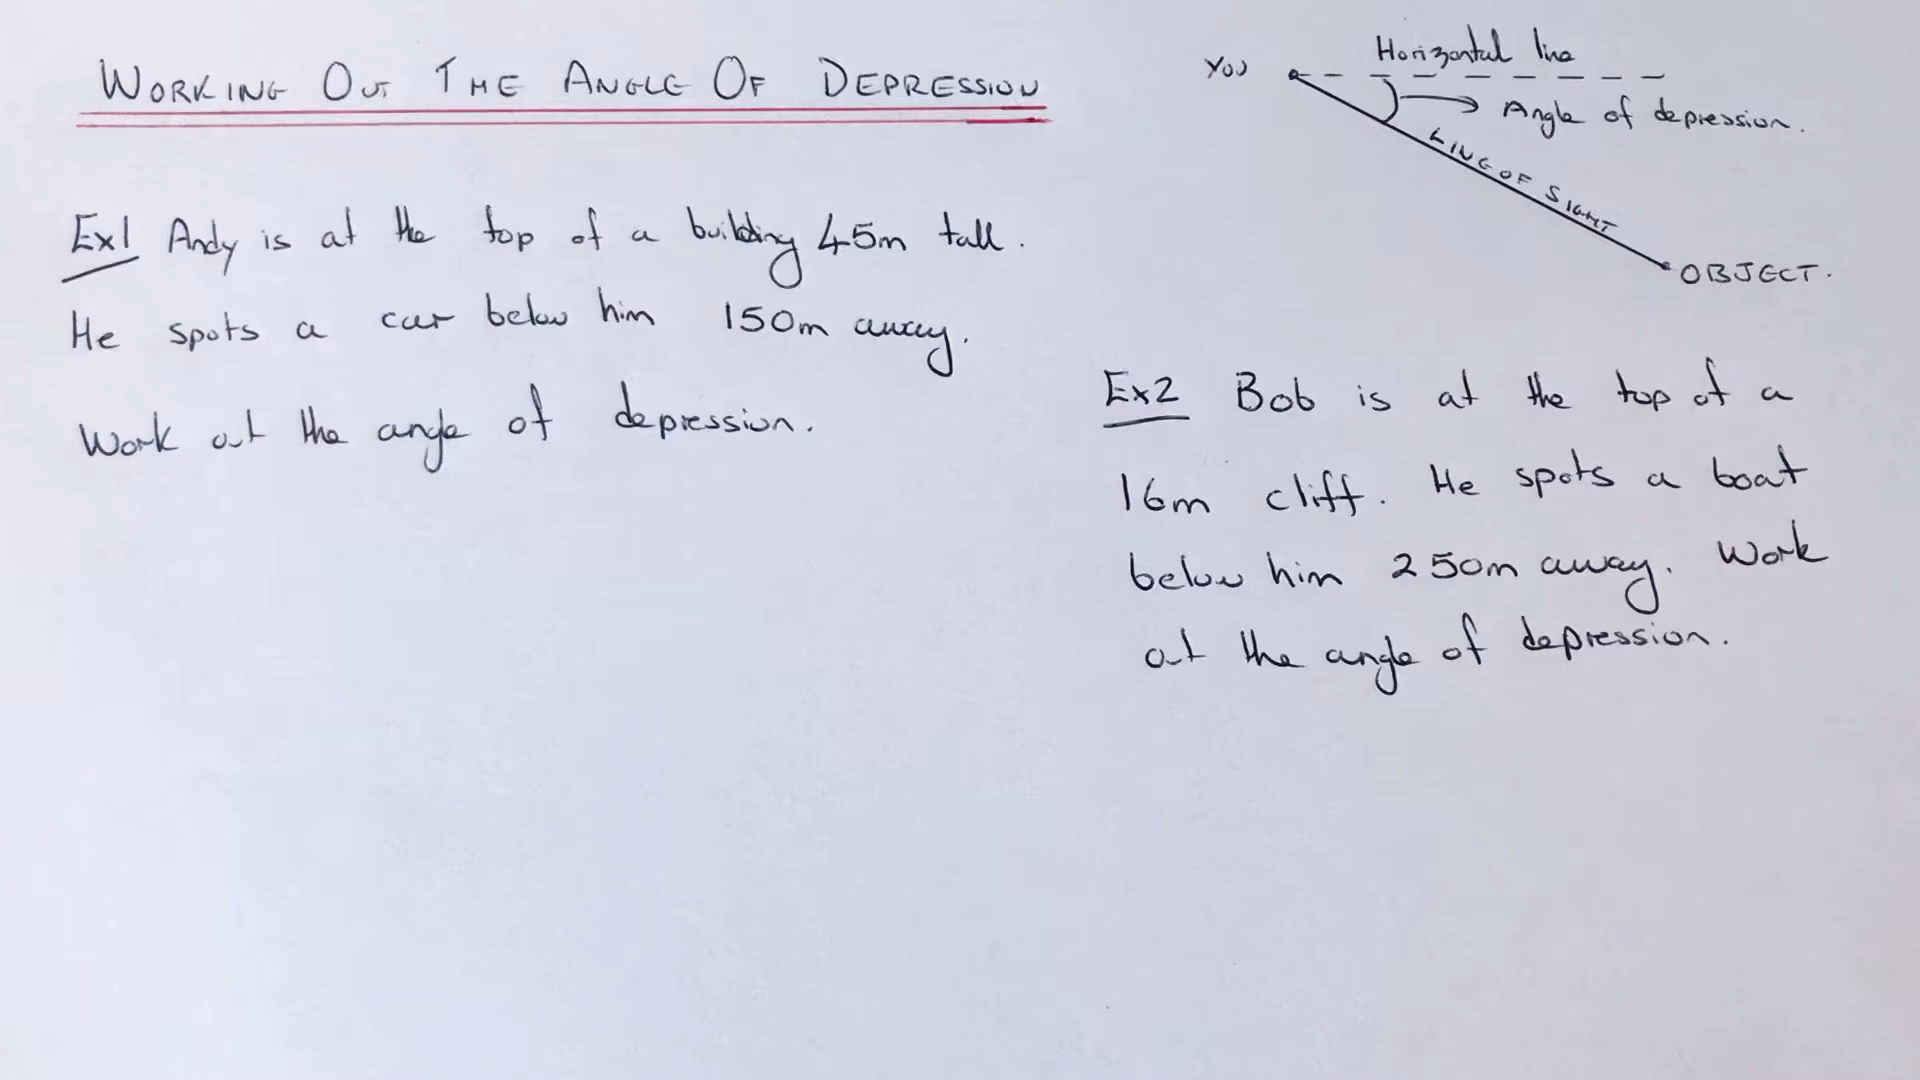 WORKING OUT THE ANGLE OF DEPRESSION
YOU
Horizontal line
Angle of depression.
LINE OF SIGHT
OBJECT.
Ex1 Andy is at the top of a building 45m tall.
He spots a car below him 150m away.
Work out the angle of depression.
Ex2 Bob is at the top of a
16m cliff. He spots a boat
below him 250m away. Work
out the angle of depression.